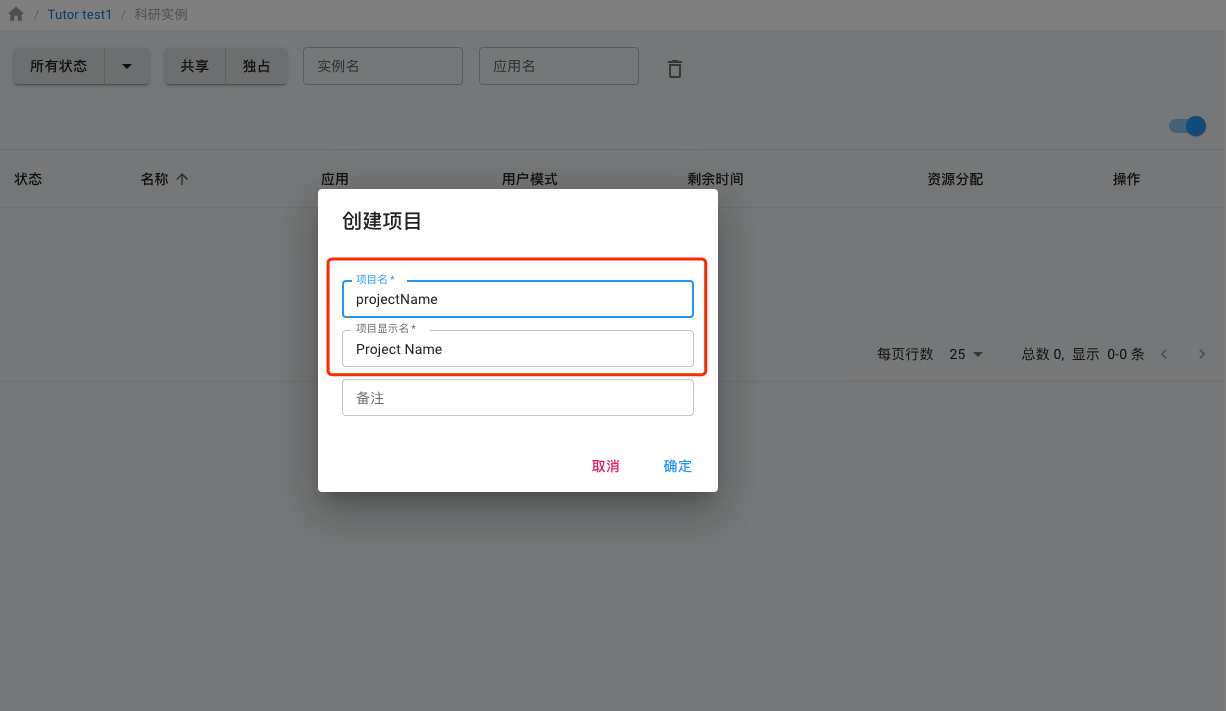 / Tutor test1 / 科研实例
所有状态 共享 独占 实例名 应用名
状态 名称 应用 用户模式 剩余时间 资源分配 操作
创建项目
项目名 *
projectName
项目显示名 *
Project Name
备注
取消 确定
每页行数 25 总数 0, 显示 0-0 条